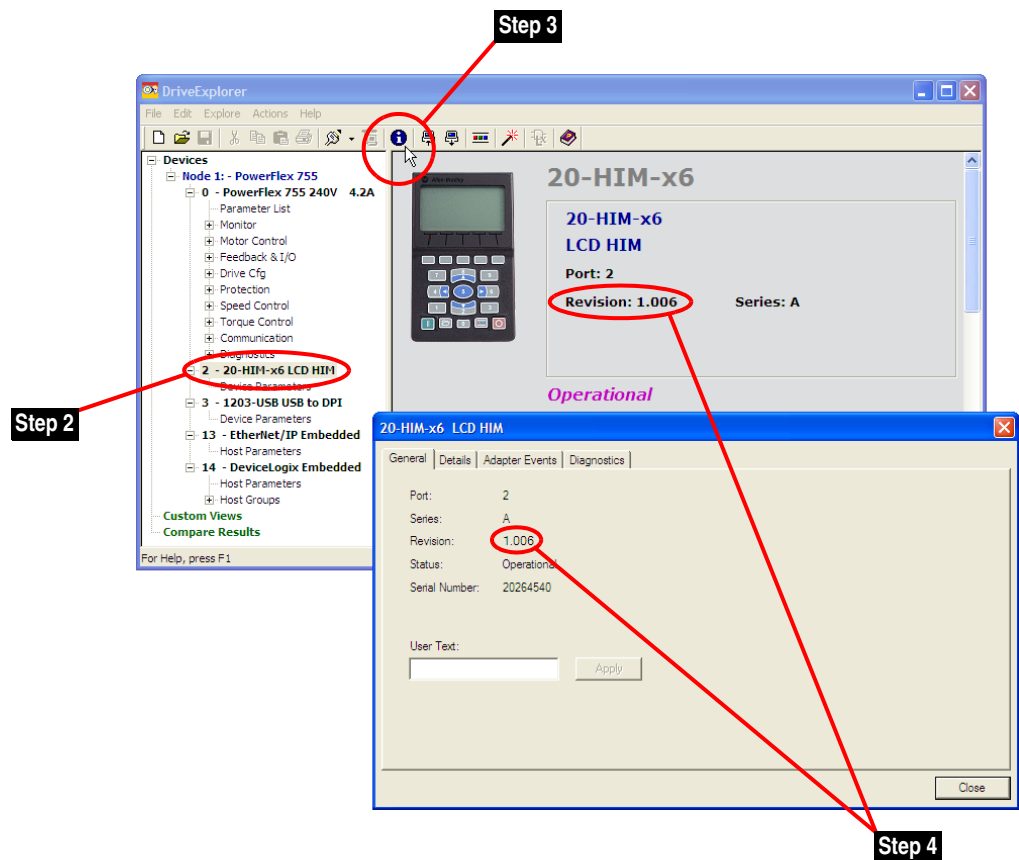 Step 3
DriveExplorer
File Edit Explore Actions Help
Devices
Node 1: - PowerFlex 755
0 - PowerFlex 755 240V 4.2A
Parameter List
Monitor
Motor Control
Feedback & I/O
Drive Cfg
Protection
Speed Control
Torque Control
Communication
Diagnostics
2 - 20-HIM-x6 LCD HIM
Device Parameters
3 - 1203-USB USB to DPI
Device Parameters
13 - EtherNet/IP Embedded
Host Parameters
14 - DeviceLogix Embedded
Host Parameters
Host Groups
Custom Views
Compare Results
For Help, press F1
20-HIM-x6
20-HIM-x6
LCD HIM
Port: 2
Revision: 1.006 Series: A
Operational
Step 2
20-HIM-x6 LCD HIM
General Details Adapter Events Diagnostics
Port: 2
Series: A
Revision: 1.006
Status: Operational
Serial Number: 20264540
User Text:
Apply
Close
Step 4